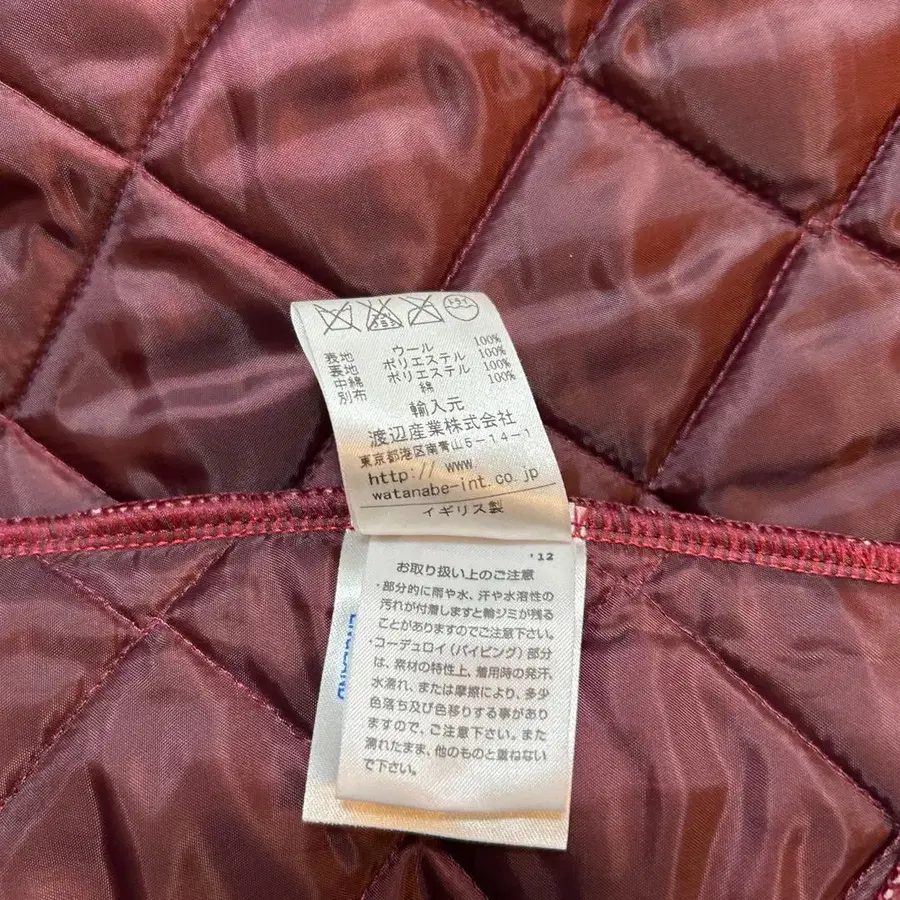 ドライ
表地 ウール 100%
裏地 ポリエステル 100%
中綿 ポリエステル 100%
別布 綿 100%
輸入元
渡辺産業株式会社
東京都港区南青山5-14-1
http://www.
watanabe-int.co.jp
イギリス製
'12
お取り扱い上のご注意
・部分的に雨や水、汗や水溶性の
汚れが付着しますと輪ジミが残る
ことがありますのでご注意下さい。
・コーデュロイ(パイピング)部分
は、素材の特性上、着用時の発汗、
水濡れ、または摩擦により、多少
色落ち及び色移りする事があり
ますので、ご注意下さい。また
濡れたまま、他のものと重ねない
で下さい。
ENGLAND